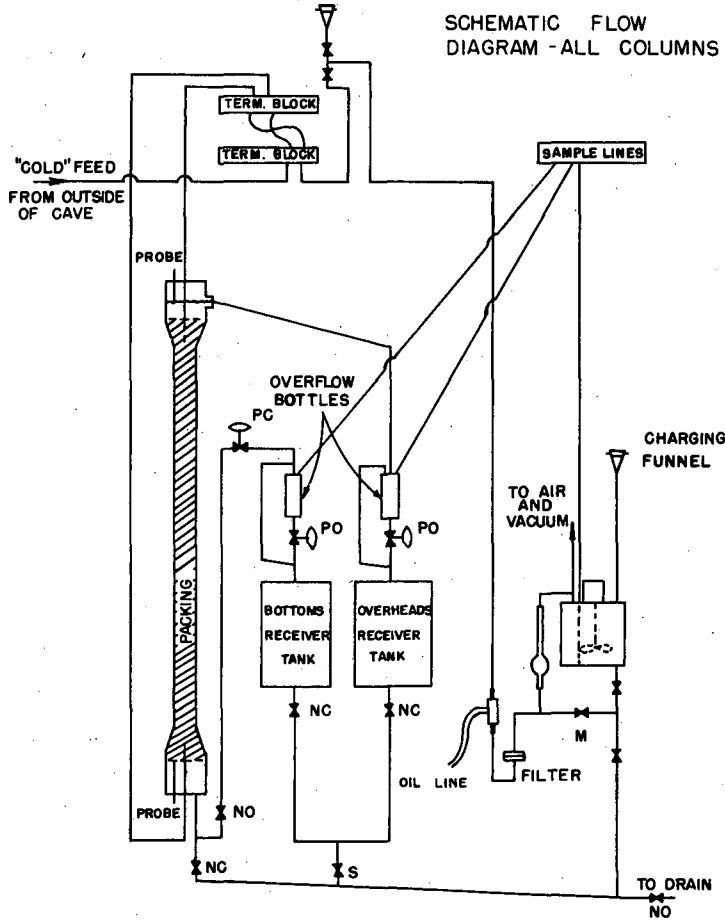 SCHEMATIC FLOW
DIAGRAM - ALL COLUMNS
TERM. BLOCK
TERM. BLOCK
"COLD" FEED
FROM OUTSIDE
OF CAVE
SAMPLE LINES
PROBE
OVERFLOW
BOTTLES
PC
CHARGING
FUNNEL
TO AIR
AND
VACUUM
PO
PO
PACKING
BOTTOMS
RECEIVER
TANK
OVERHEADS
RECEIVER
TANK
NC
NC
M
OIL LINE
FILTER
PROBE
NO
NC
S
TO DRAIN
NO